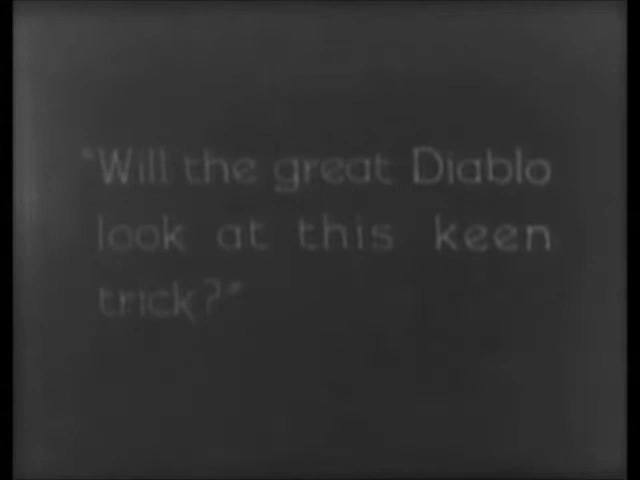 "Will the great Diablo
look at this keen
trick?"